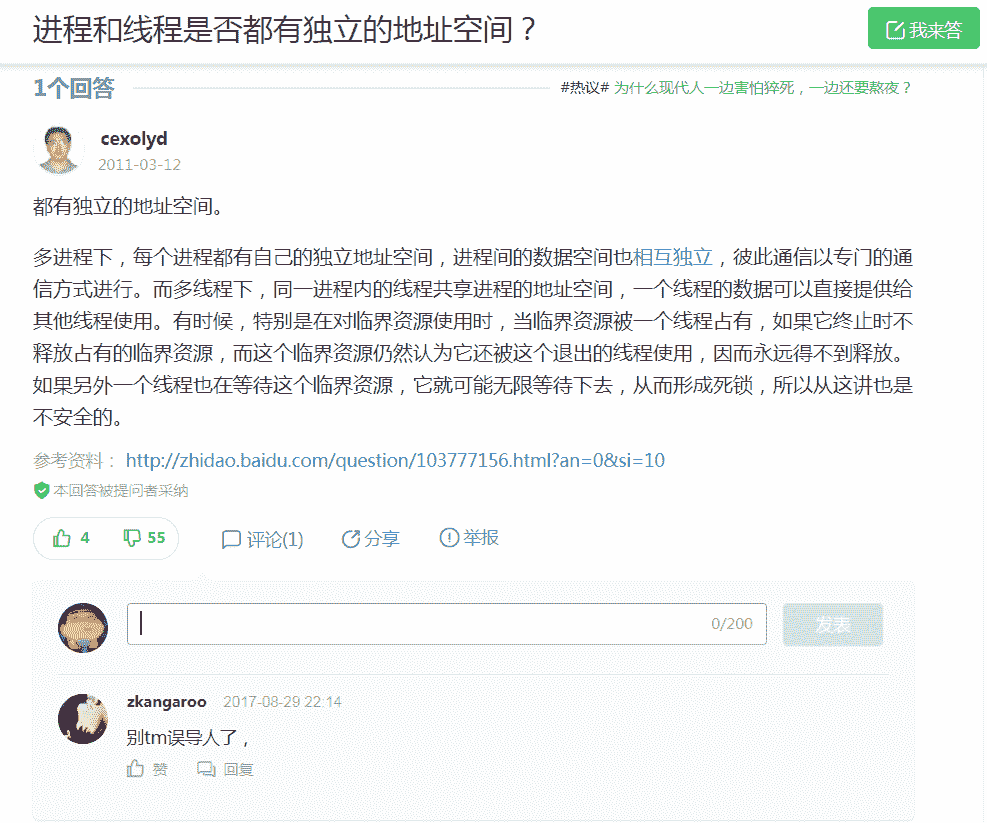 进程和线程是否都有独立的地址空间？
我来答
1个回答
#热议# 为什么现代人一边害怕猝死，一边还要熬夜？
cexolyd
2011-03-12
都有独立的地址空间。
多进程下，每个进程都有自己的独立地址空间，进程间的数据空间也相互独立，彼此通信以专门的通
信方式进行。而多线程下，同一进程内的线程共享进程的地址空间，一个线程的数据可以直接提供给
其他线程使用。有时候，特别是在对临界资源使用时，当临界资源被一个线程占有，如果它终止时不
释放占有的临界资源，而这个临界资源仍然认为它还被这个退出的线程使用，因而永远得不到释放。
如果另外一个线程也在等待这个临界资源，它就可能无限等待下去，从而形成死锁，所以从这讲也是
不安全的。
参考资料： http://zhidao.baidu.com/question/103777156.html?an=0&si=10
本回答被提问者采纳
4 55 评论(1) 分享 举报
0/200 发表
zkangaroo 2017-08-29 22:14
别tm误导人了，
赞 回复